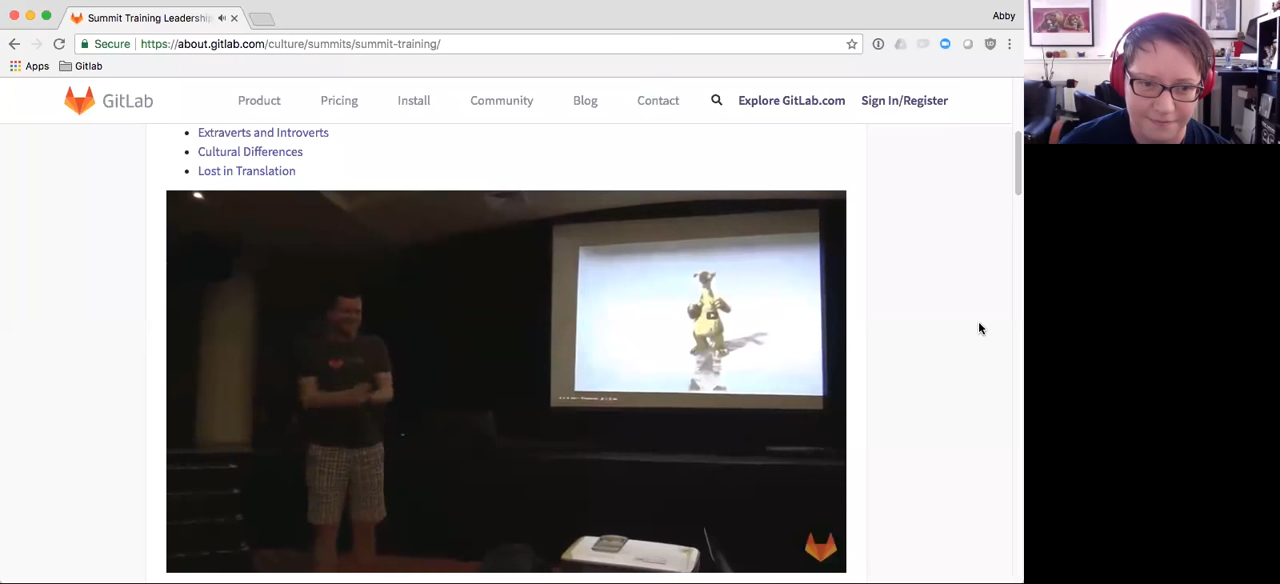 Summit Training Leadership
Abby
Secure
https://about.gitlab.com/culture/summits/summit-training/
Apps
Gitlab
GitLab
Product
Pricing
Install
Community
Blog
Contact
Explore GitLab.com
Sign In/Register
Extraverts and Introverts
Cultural Differences
Lost in Translation